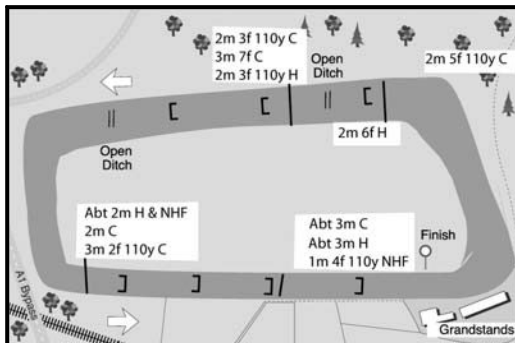 2m 3f 110y C
3m 7f C
2m 3f 110y H
Open
Ditch
2m 5f 110y C
2m 6f H
Open
Ditch
Abt 2m H & NHF
2m C
3m 2f 110y C
Abt 3m C
Abt 3m H
1m 4f 110y NHF
Finish
A1 Bypass
Grandstands